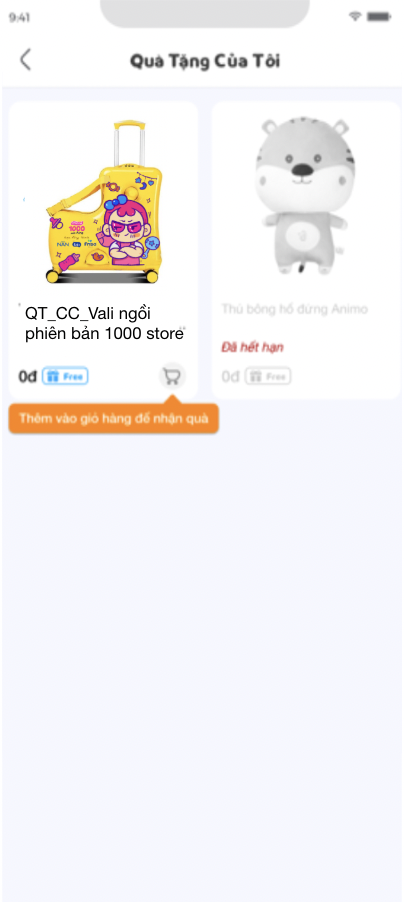 9:41
Quà Tặng Của Tôi
1000
QT_CC_Vali ngồi
phiên bản 1000 store
0đ Free
Thêm vào giỏ hàng để nhận quà
Thú bông hổ đứng Animo
Đã hết hạn
0đ Free